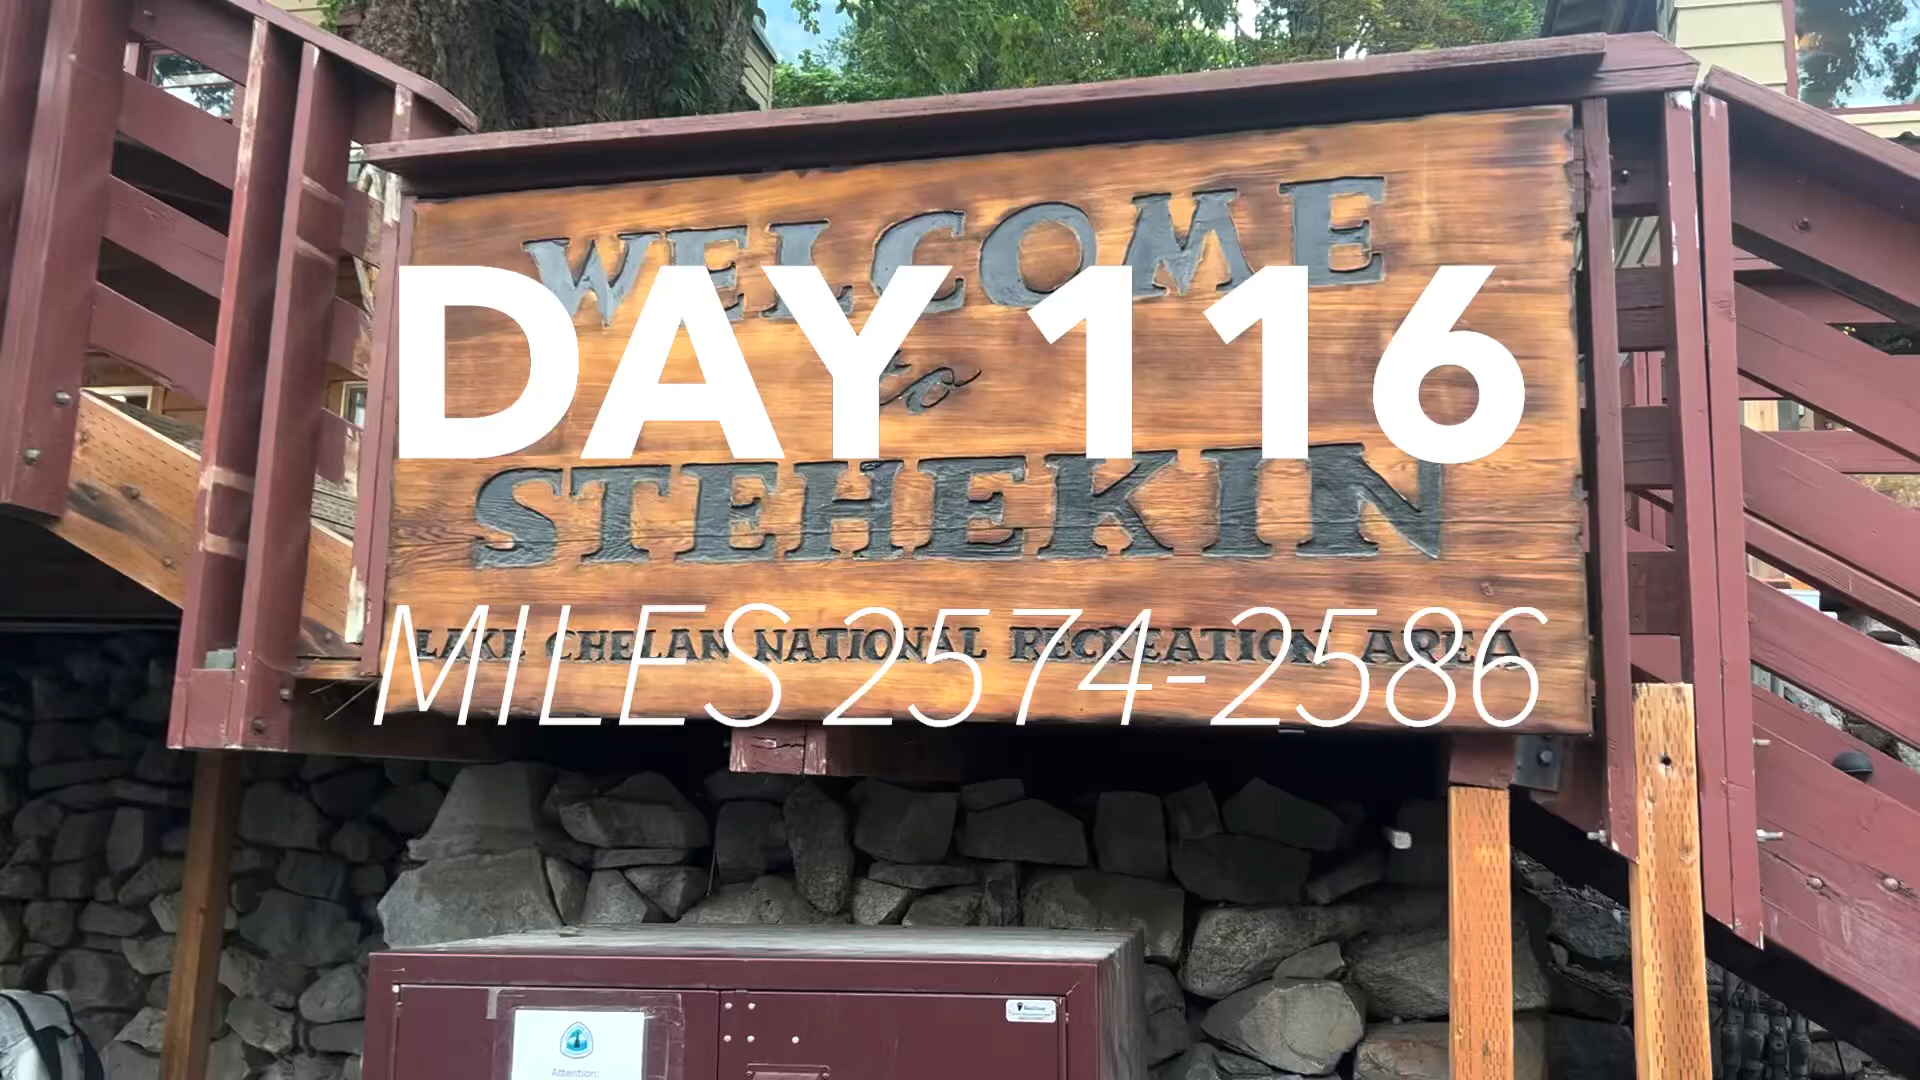 WELCOME
DAY 116
to
STEHEKIN
LAKE CHELAN NATIONAL RECREATION AREA
MILES 2574-2586
Attention: